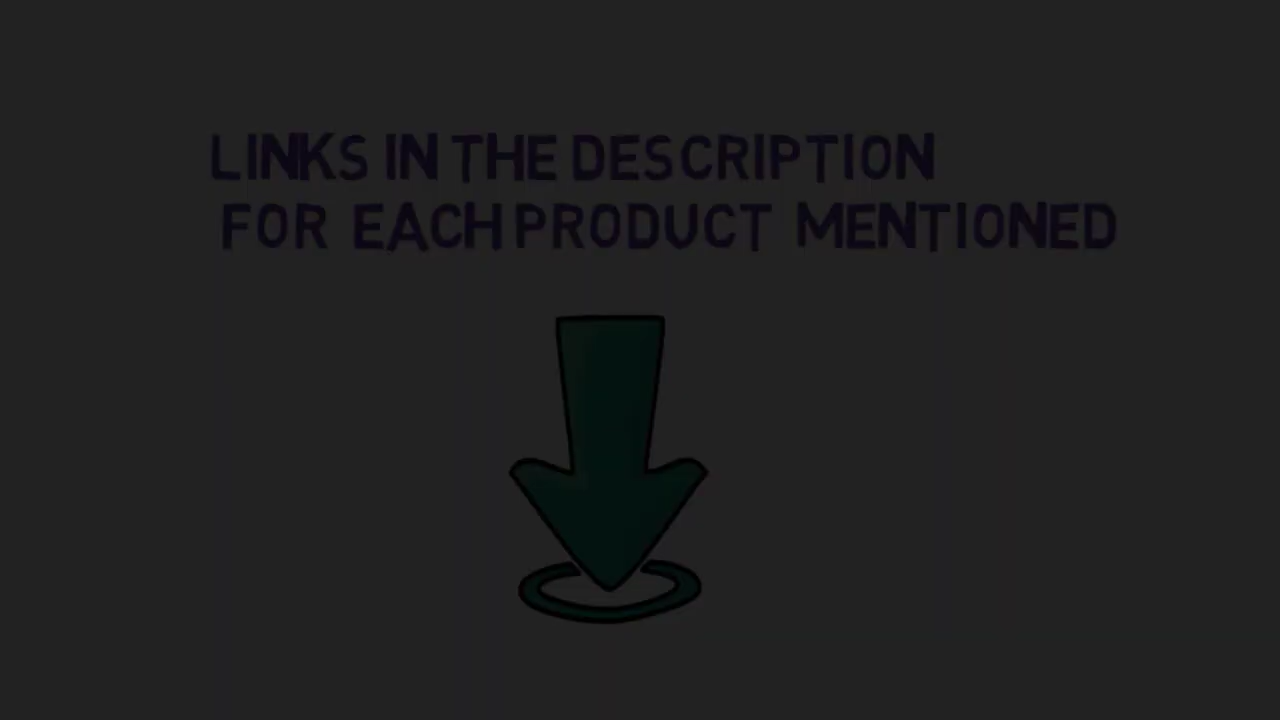 LINKS IN THE DESCRIPTION
FOR EACH PRODUCT MENTIONED